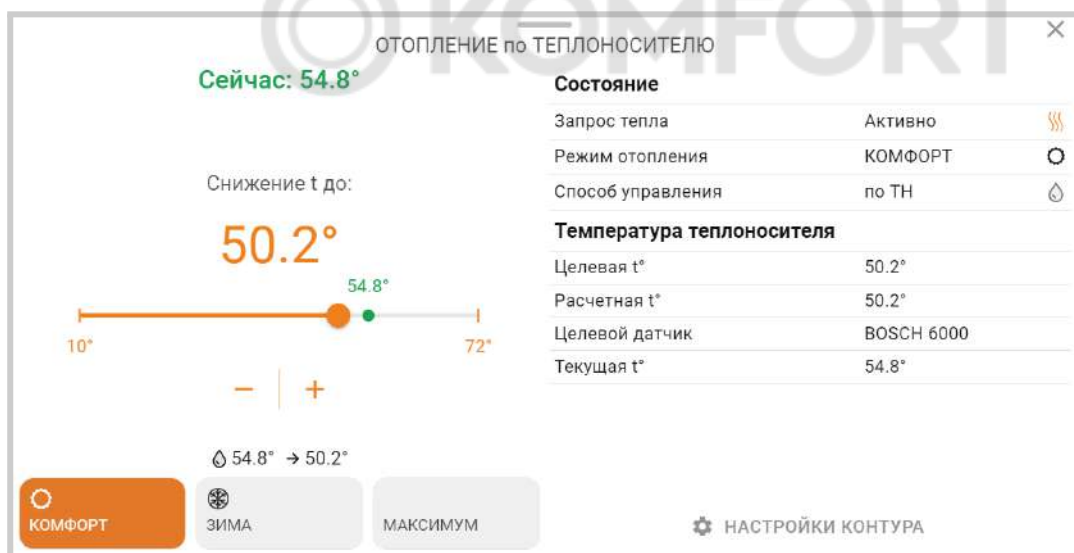 KOMFORT
ОТОПЛЕНИЕ по ТЕПЛОНОСИТЕЛЮ
Сейчас: 54.8°
Снижение t до:
50.2°
54.8°
10°
72°
− | +
54.8° → 50.2°
КОМФОРТ
ЗИМА
МАКСИМУМ
Состояние
Запрос тепла Активно
Режим отопления КОМФОРТ
Способ управления по ТН
Температура теплоносителя
Целевая t° 50.2°
Расчетная t° 50.2°
Целевой датчик BOSCH 6000
Текущая t° 54.8°
НАСТРОЙКИ КОНТУРА